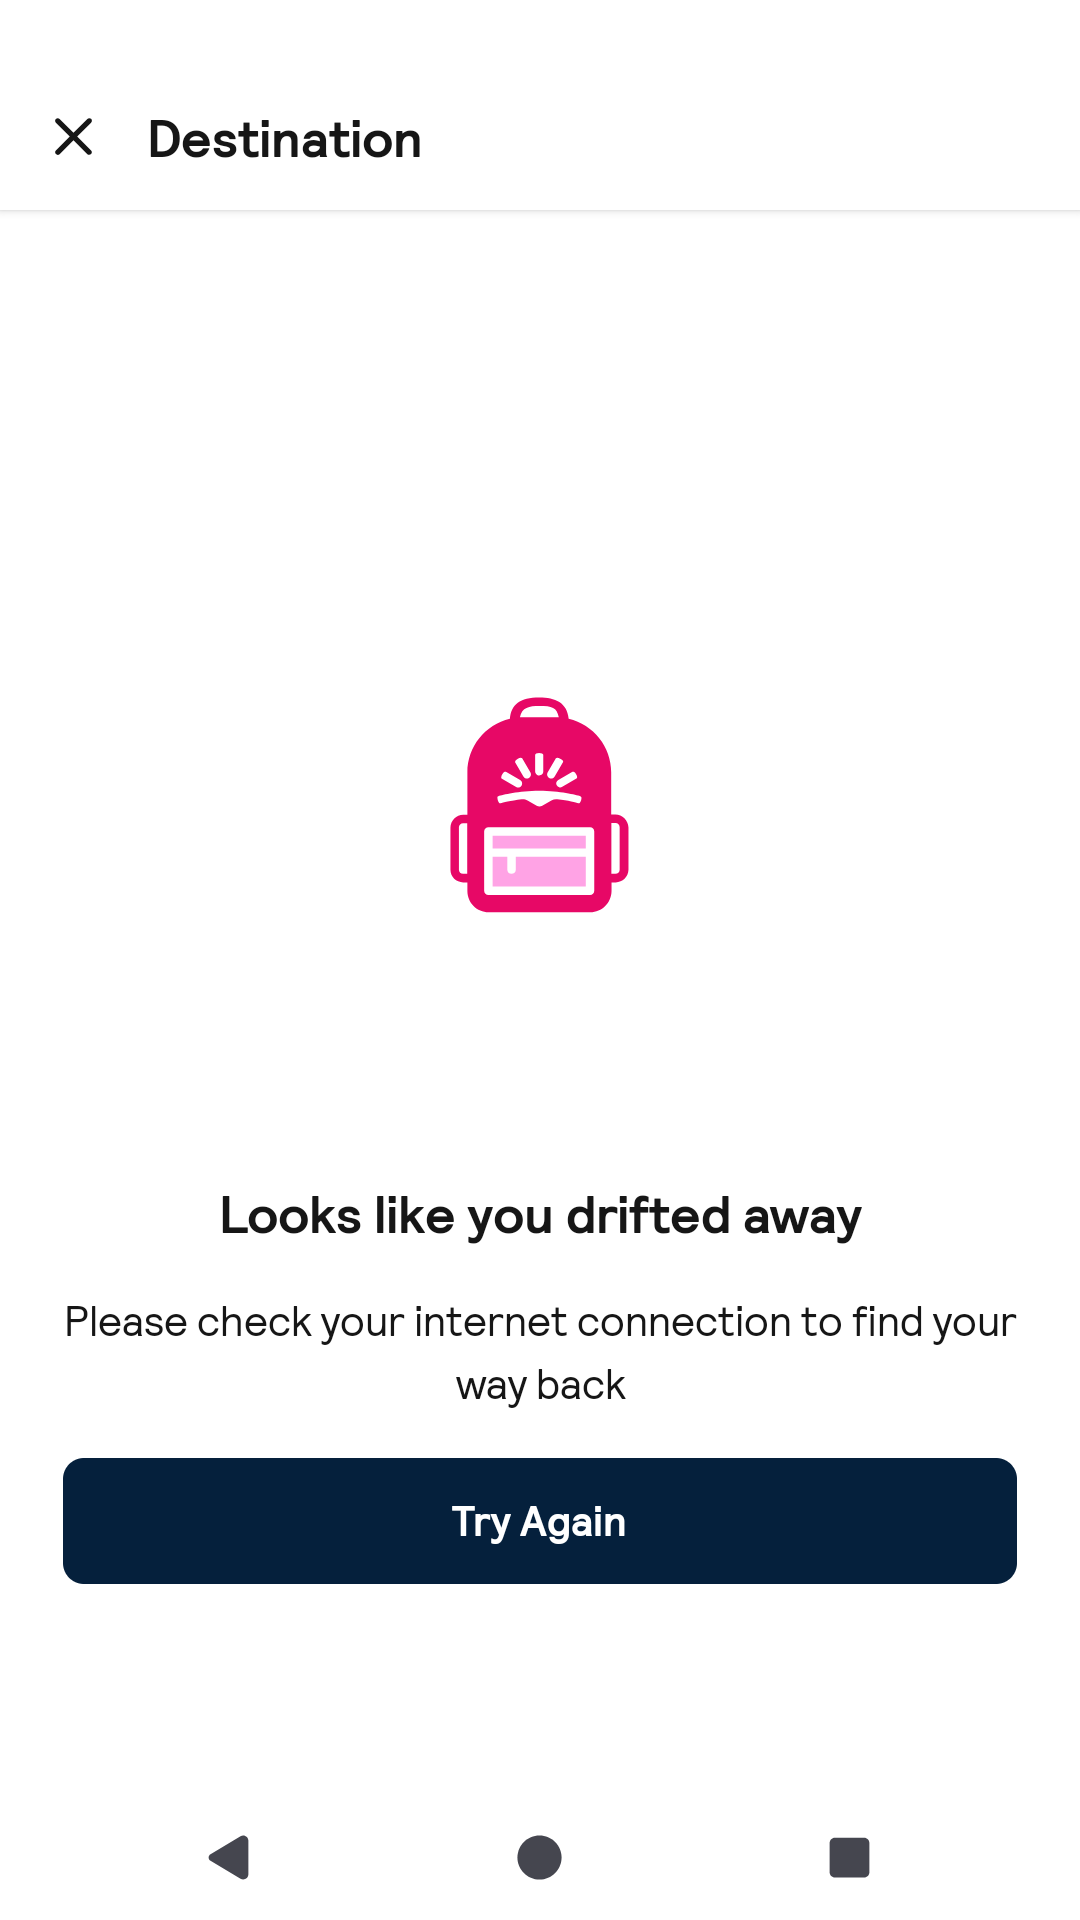 Destination
Looks like you drifted away
Please check your internet connection to find your
way back
Try Again